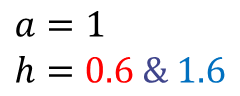 a = 1
h = 0.6 & 1.6